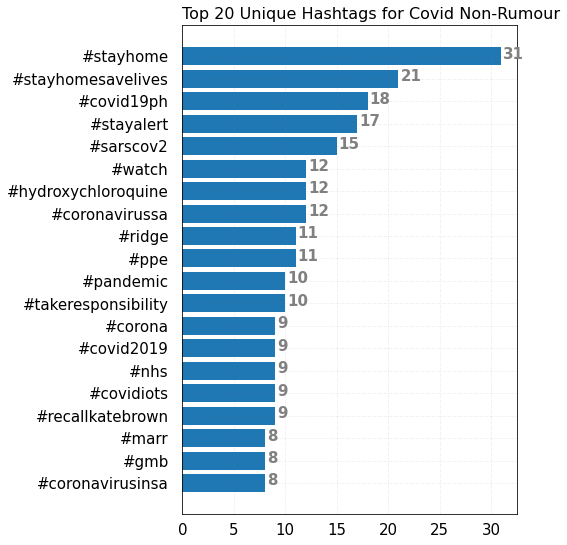 Top 20 Unique Hashtags for Covid Non-Rumour
#stayhome 31
#stayhomesavelives 21
#covid19ph 18
#stayalert 17
#sarscov2 15
#watch 12
#hydroxychloroquine 12
#coronavirussa 12
#ridge 11
#ppe 11
#pandemic 10
#takeresponsibility 10
#corona 9
#covid2019 9
#nhs 9
#covidiots 9
#recallkatebrown 9
#marr 8
#gmb 8
#coronavirusinsa 8
0 5 10 15 20 25 30